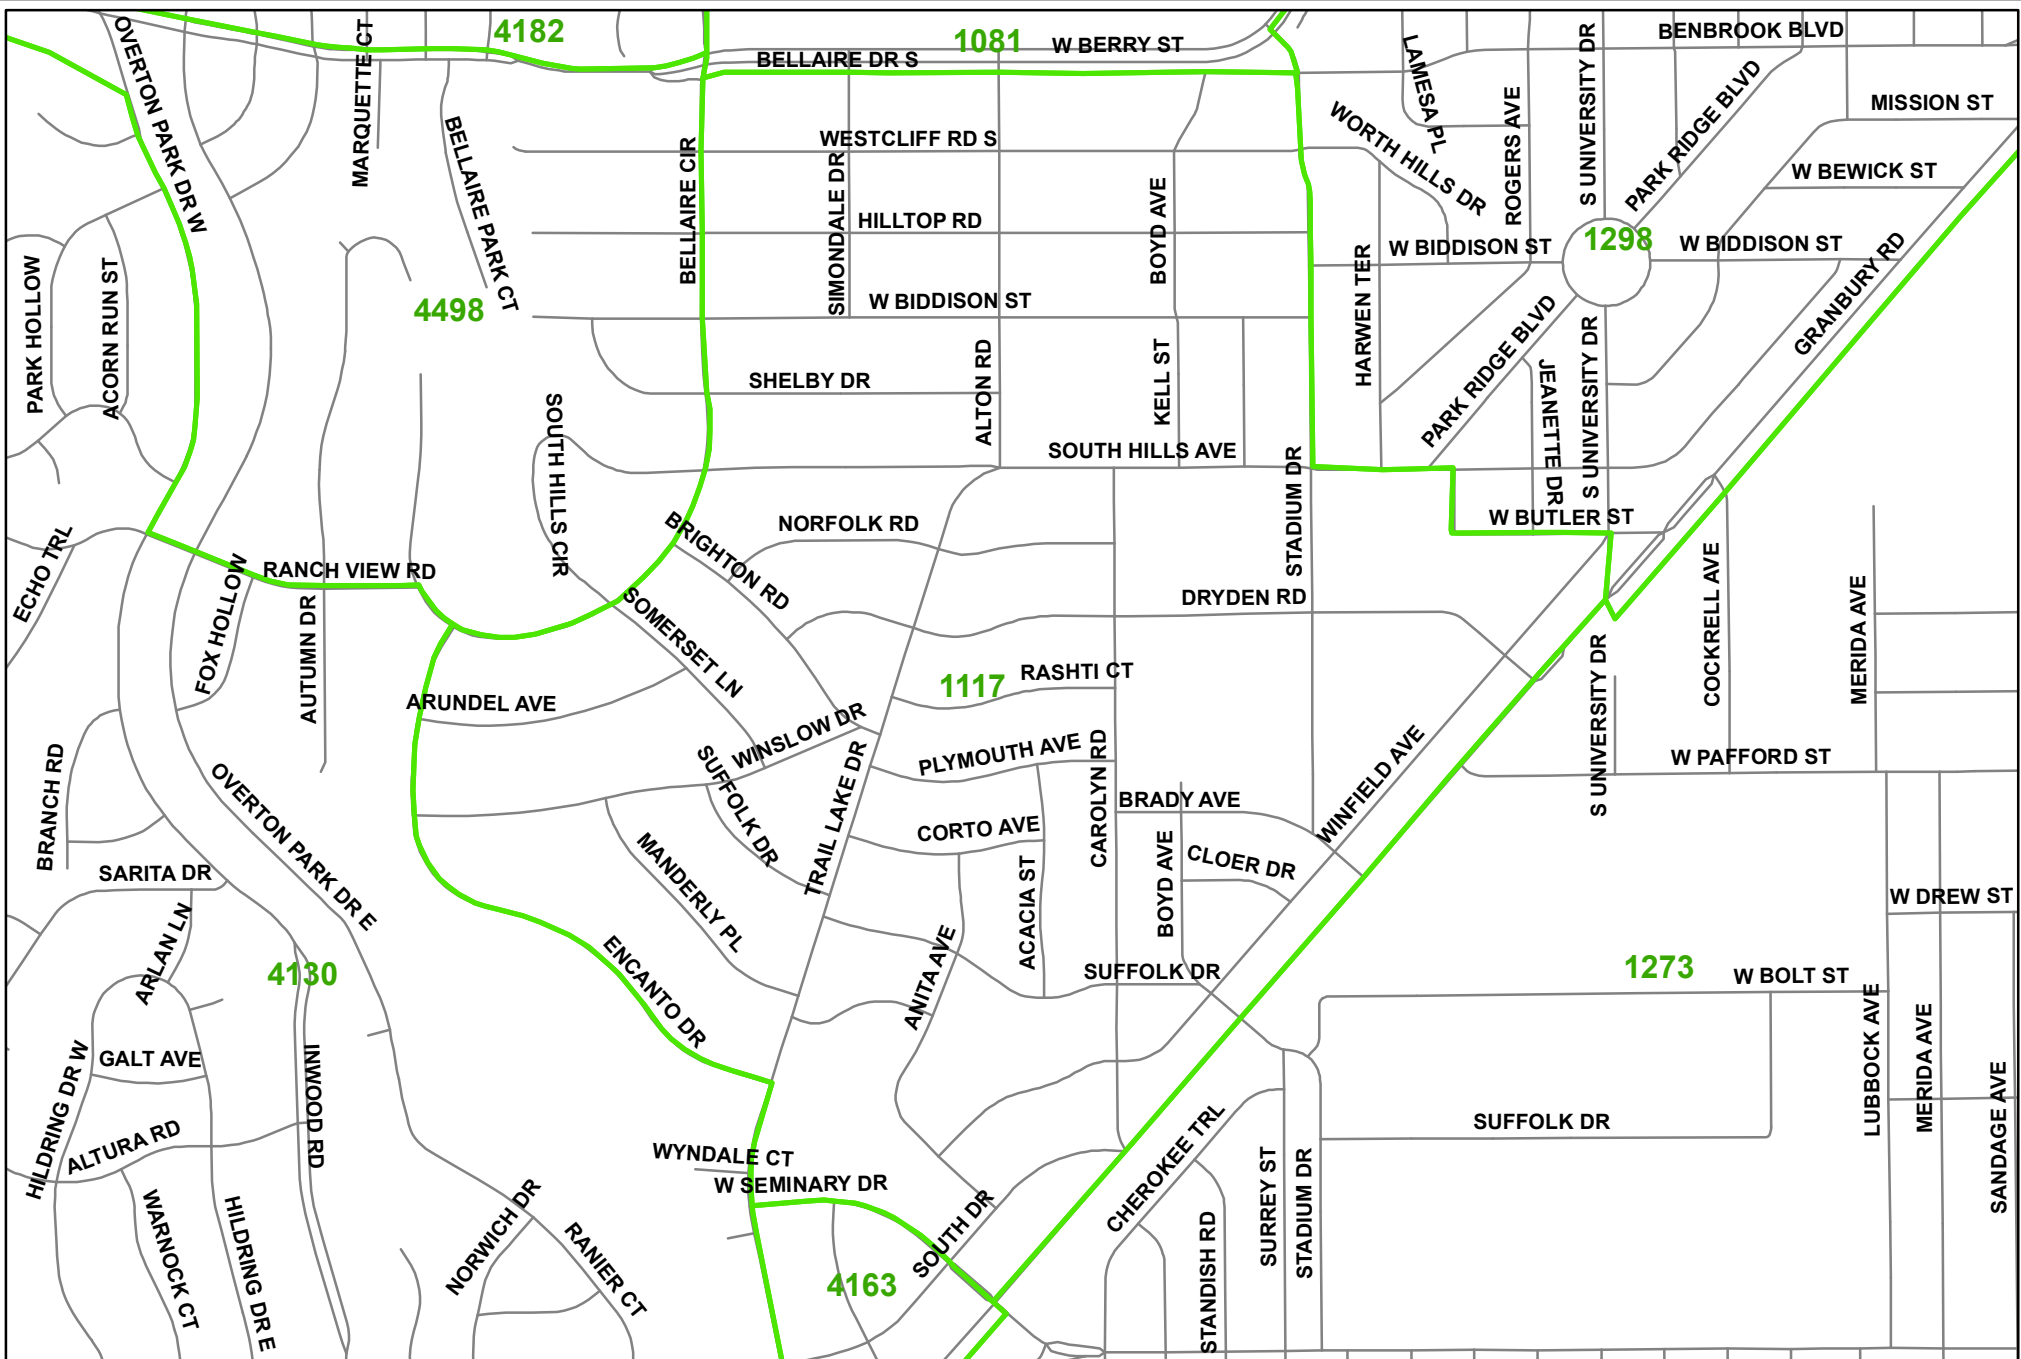 4182
1081
W BERRY ST
BENBROOK BLVD
OVERTON PARK DR W
MARQUETTE CT
BELLAIRE DR S
LAMESA PL
S UNIVERSITY DR
PARK RIDGE BLVD
MISSION ST
BELLAIRE PARK CT
BELLAIRE CIR
WESTCLIFF RD S
SIMONDALE DR
WORTH HILLS DR
ROGERS AVE
W BEWICK ST
HILLTOP RD
BOYD AVE
W BIDDISON ST
1298
W BIDDISON ST
PARK HOLLOW
ACORN RUN ST
4498
W BIDDISON ST
HARWEN TER
GRANBURY RD
SHELBY DR
ALTON RD
KELL ST
PARK RIDGE BLVD
JEANETTE DR
S UNIVERSITY DR
SOUTH HILLS CIR
SOUTH HILLS AVE
STADIUM DR
ECHO TRL
FOX HOLLOW
RANCH VIEW RD
BRIGHTON RD
NORFOLK RD
W BUTLER ST
COCKRELL AVE
MERIDA AVE
AUTUMN DR
SOMERSET LN
DRYDEN RD
ARUNDEL AVE
1117
RASHTI CT
S UNIVERSITY DR
WINSLOW DR
PLYMOUTH AVE
W PAFFORD ST
BRANCH RD
OVERTON PARK DR E
SUFFOLK DR
TRAIL LAKE DR
CAROLYN RD
BRADY AVE
WINFIELD AVE
CORTO AVE
MANDERLY PL
SARITA DR
ACACIA ST
BOYD AVE
CLOER DR
W DREW ST
ARLAN LN
4130
ENCANTO DR
ANITA AVE
SUFFOLK DR
1273
W BOLT ST
GALT AVE
HILDRING DR W
INWOOD RD
LUBBOCK AVE
MERIDA AVE
SANDAGE AVE
ALTURA RD
WYNDALE CT
W SEMINARY DR
CHEROKEE TRL
SUFFOLK DR
WARNOCK CT
HILDRING DR E
NORWICH DR
RANIER CT
4163
SOUTH DR
STANDISH RD
SURREY ST
STADIUM DR